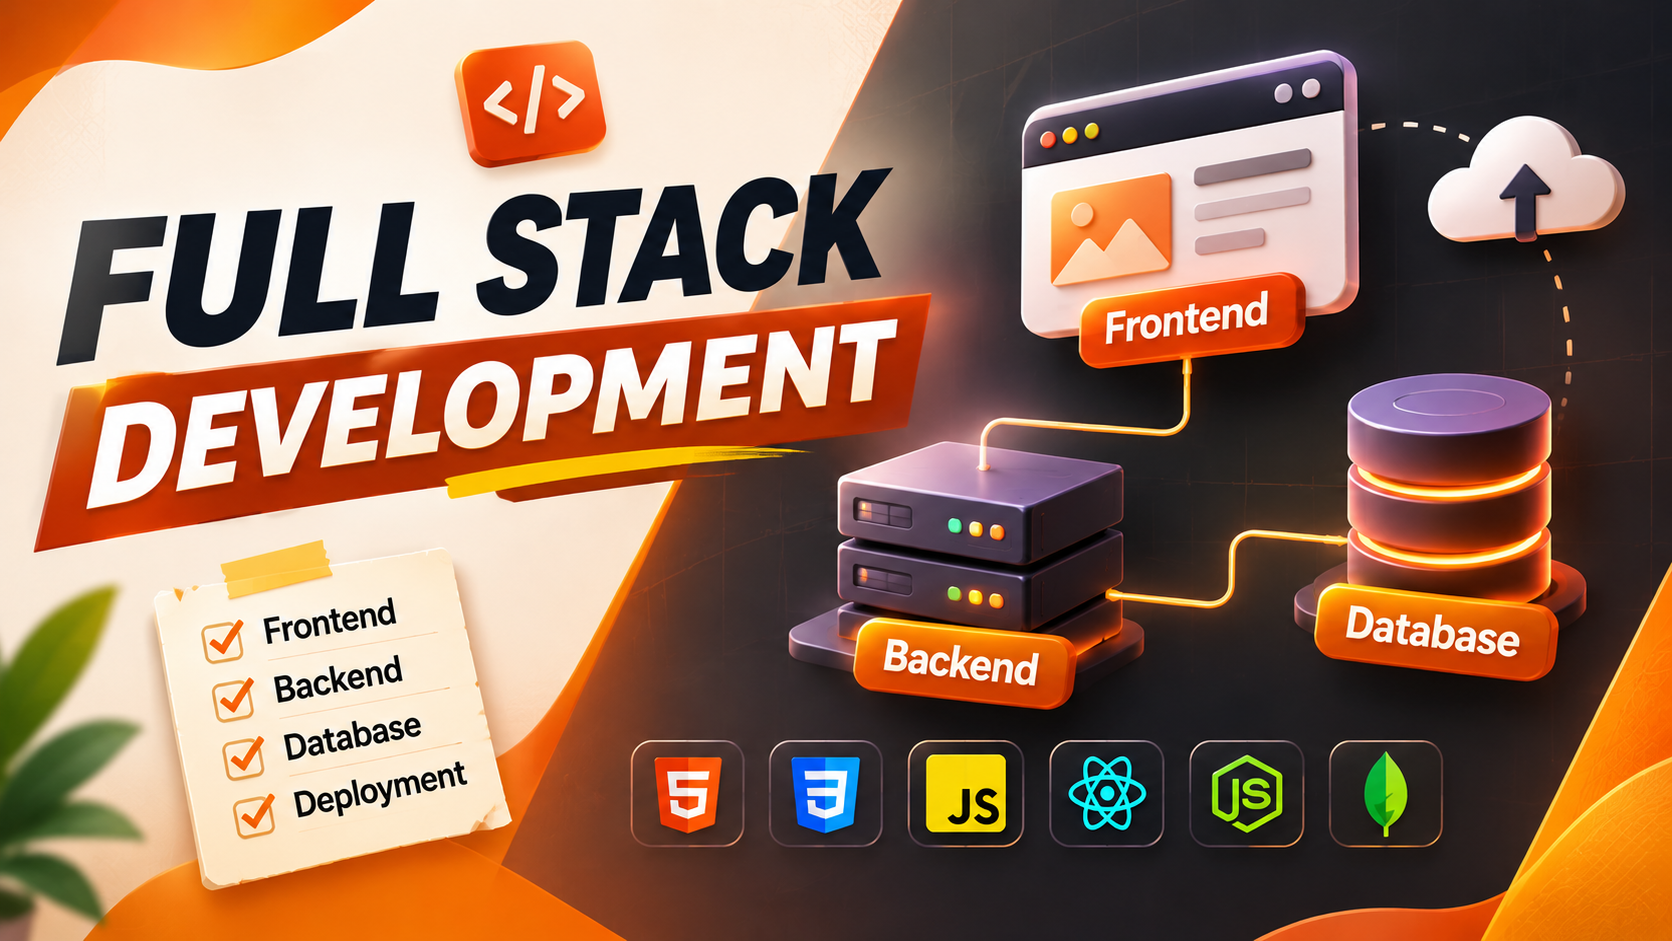 </>
FULL STACK
DEVELOPMENT
Frontend
Backend
Database
Deployment
Frontend
Backend
Database
5
3
JS
JS